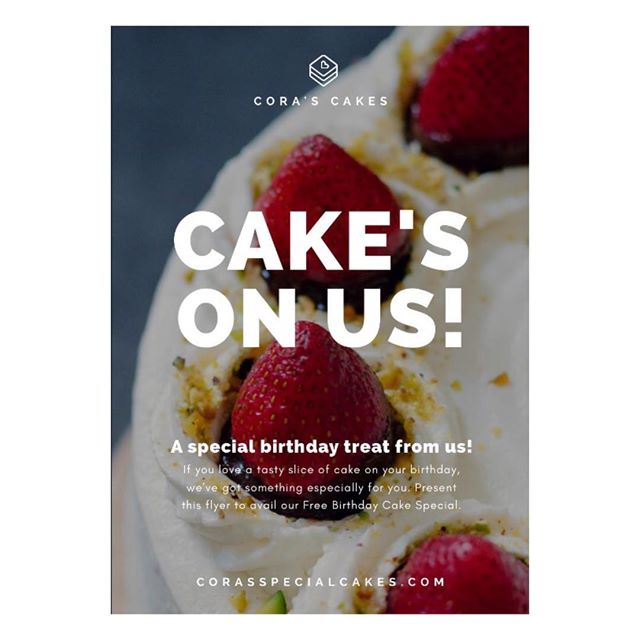 CORA'S CAKES
CAKE'S
ON US!
A special birthday treat from us!
If you love a tasty slice of cake on your birthday,
we've got something especially for you. Present
this flyer to avail our Free Birthday Cake Special.
CORASSPECIALCAKES.COM